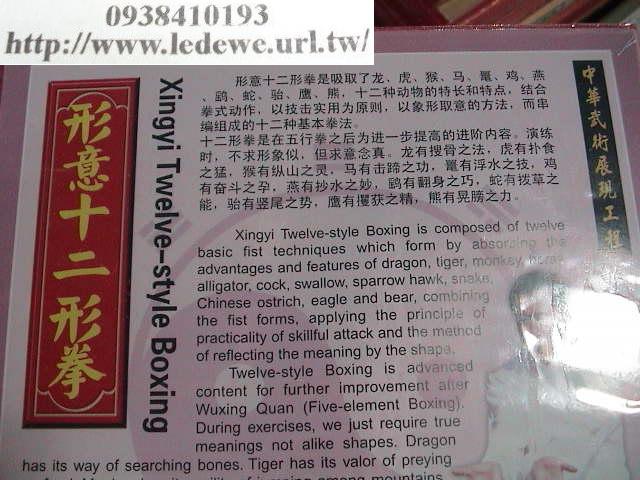 0938410193
http://www.ledewe.url.tw/
形意十二形拳
Xingyi Twelve-style Boxing
中華武術展現工程
形意十二形拳是吸取了龙、虎、猴、马、鼍、鸡、燕
、鹞、蛇、骀、鹰、熊,十二种动物的特长和特点,结合
拳式动作,以技击实用为原则,以象形取意的方法,而串
编组成的十二种基本拳法。
十二形拳是在五行拳之后为进一步提高的进阶内容。演练
时,不求形象似,但求意念真。龙有搜骨之法,虎有扑食
之猛,猴有纵山之灵,马有击蹄之功,鼍有浮水之技,鸡
有奋斗之孕,燕有抄水之妙,鹞有翻身之巧,蛇有拨草之
能,骀有竖尾之势,鹰有攫获之精,熊有晃膀之力。
Xingyi Twelve-style Boxing is composed of twelve
basic fist techniques which form by absorbing the
advantages and features of dragon, tiger, monkey, horse
alligator, cock, swallow, sparrow hawk, snake,
Chinese ostrich, eagle and bear, combining
the fist forms, applying the principle of
practicality of skillful attack and the method
of reflecting the meaning by the shape.
Twelve-style Boxing is advanced
content for further improvement after
Wuxing Quan (Five-element Boxing).
During exercises, we just require true
meanings not alike shapes. Dragon
has its way of searching bones. Tiger has its valor of preying